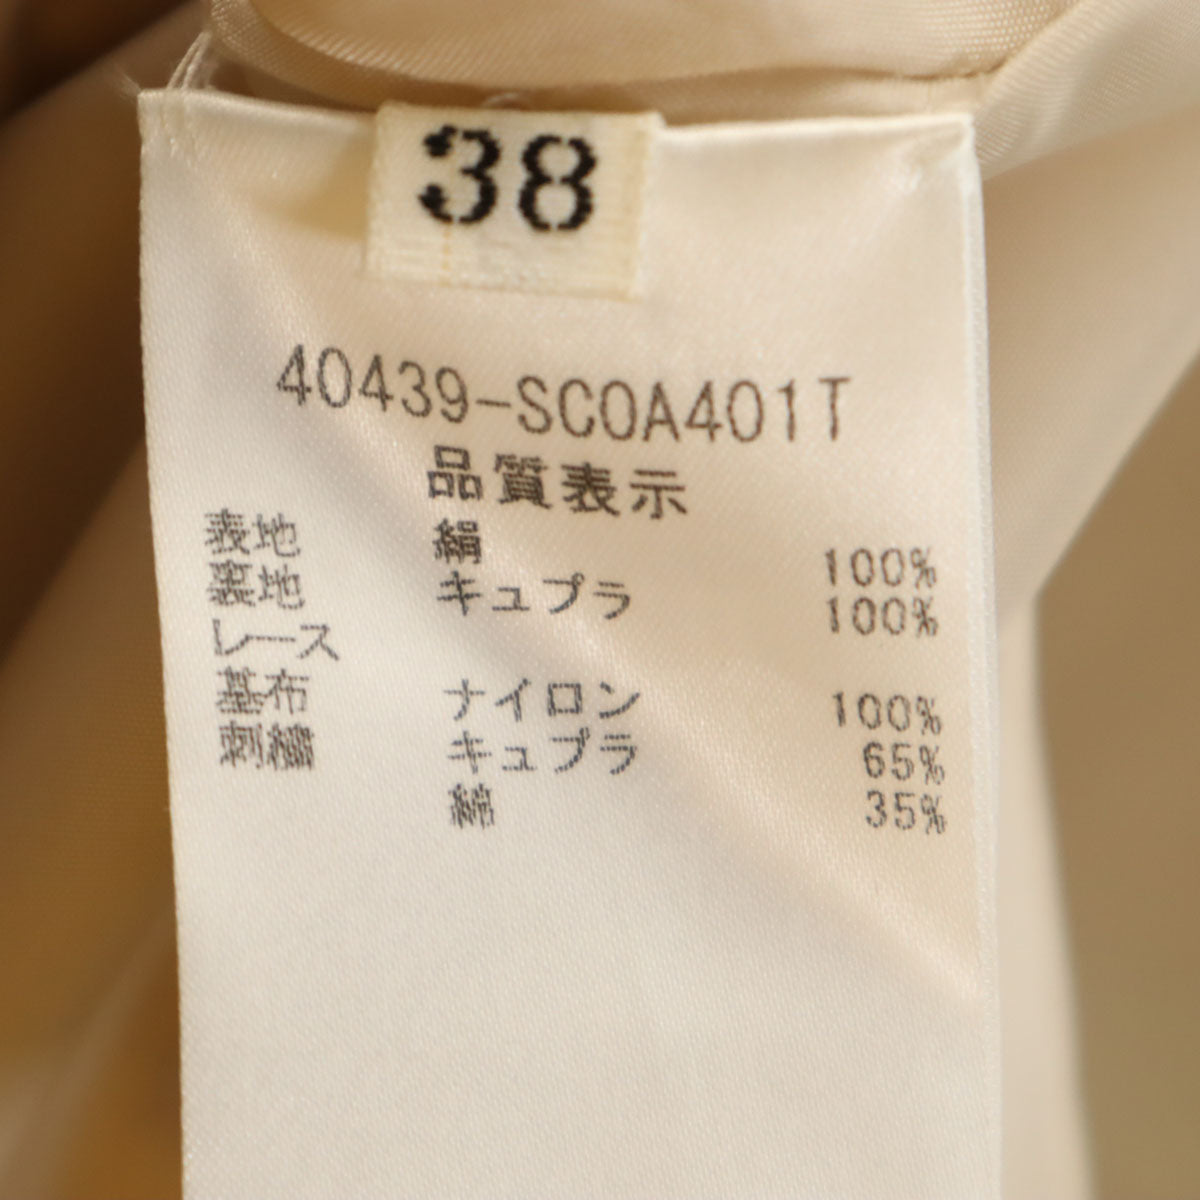 38
40439-SCOA401T
品質表示
表地 絹 100%
裏地 キュプラ 100%
レース
基布 ナイロン 100%
刺繍 キュプラ 65%
綿 35%